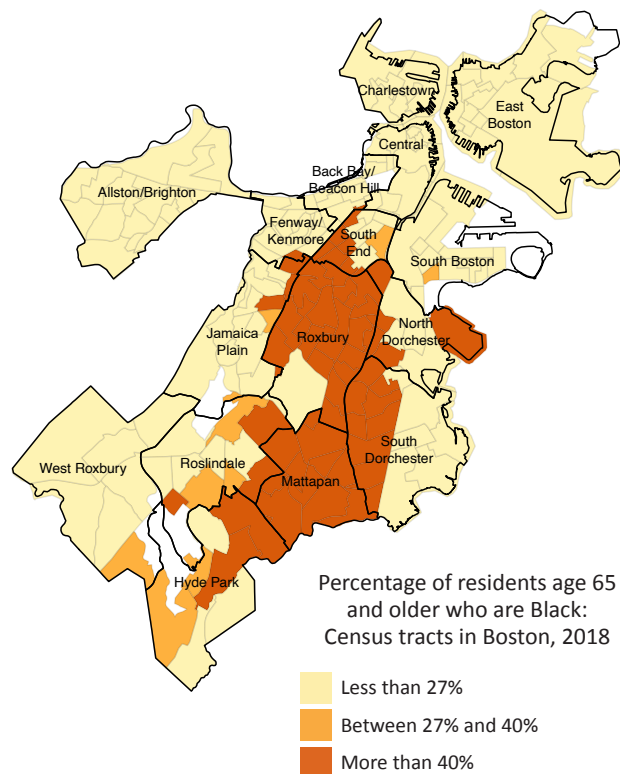 Charlestown
East
Boston
Central
Back Bay/
Beacon Hill
Allston/Brighton
Fenway/
Kenmore
South
End
South Boston
Jamaica
Plain
Roxbury
North
Dorchester
West Roxbury
Roslindale
South
Dorchester
Mattapan
Hyde Park
Percentage of residents age 65
and older who are Black:
Census tracts in Boston, 2018
Less than 27%
Between 27% and 40%
More than 40%